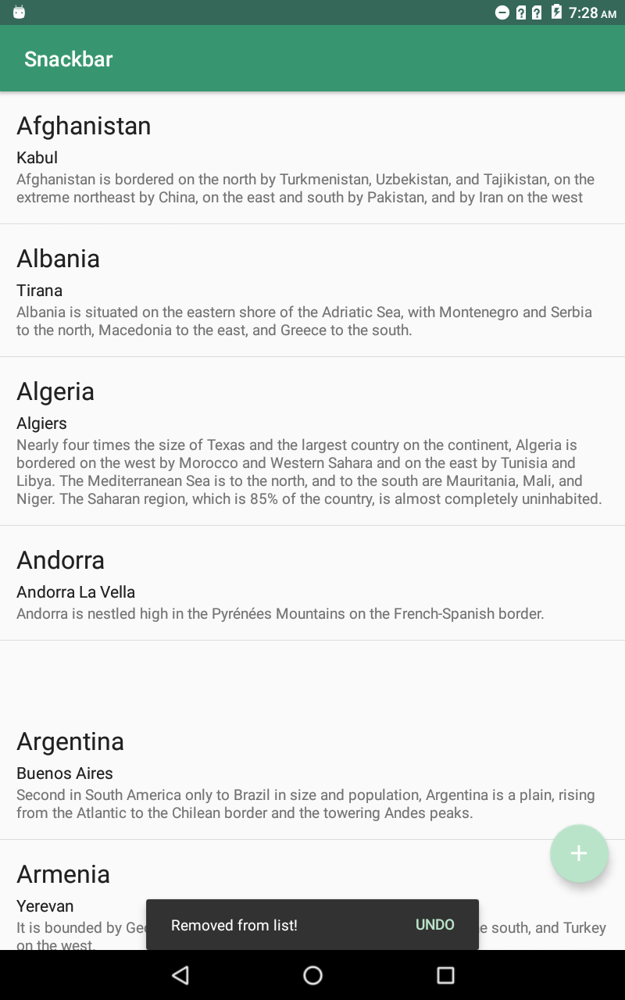 7:28 AM
Snackbar
Afghanistan
Kabul
Afghanistan is bordered on the north by Turkmenistan, Uzbekistan, and Tajikistan, on the
extreme northeast by China, on the east and south by Pakistan, and by Iran on the west
Albania
Tirana
Albania is situated on the eastern shore of the Adriatic Sea, with Montenegro and Serbia
to the north, Macedonia to the east, and Greece to the south.
Algeria
Algiers
Nearly four times the size of Texas and the largest country on the continent, Algeria is
bordered on the west by Morocco and Western Sahara and on the east by Tunisia and
Libya. The Mediterranean Sea is to the north, and to the south are Mauritania, Mali, and
Niger. The Saharan region, which is 85% of the country, is almost completely uninhabited.
Andorra
Andorra La Vella
Andorra is nestled high in the Pyrénées Mountains on the French-Spanish border.
Argentina
Buenos Aires
Second in South America only to Brazil in size and population, Argentina is a plain, rising
from the Atlantic to the Chilean border and the towering Andes peaks.
Armenia
Yerevan
It is bounded by south, and Turkey
on the west.
Removed from list! UNDO